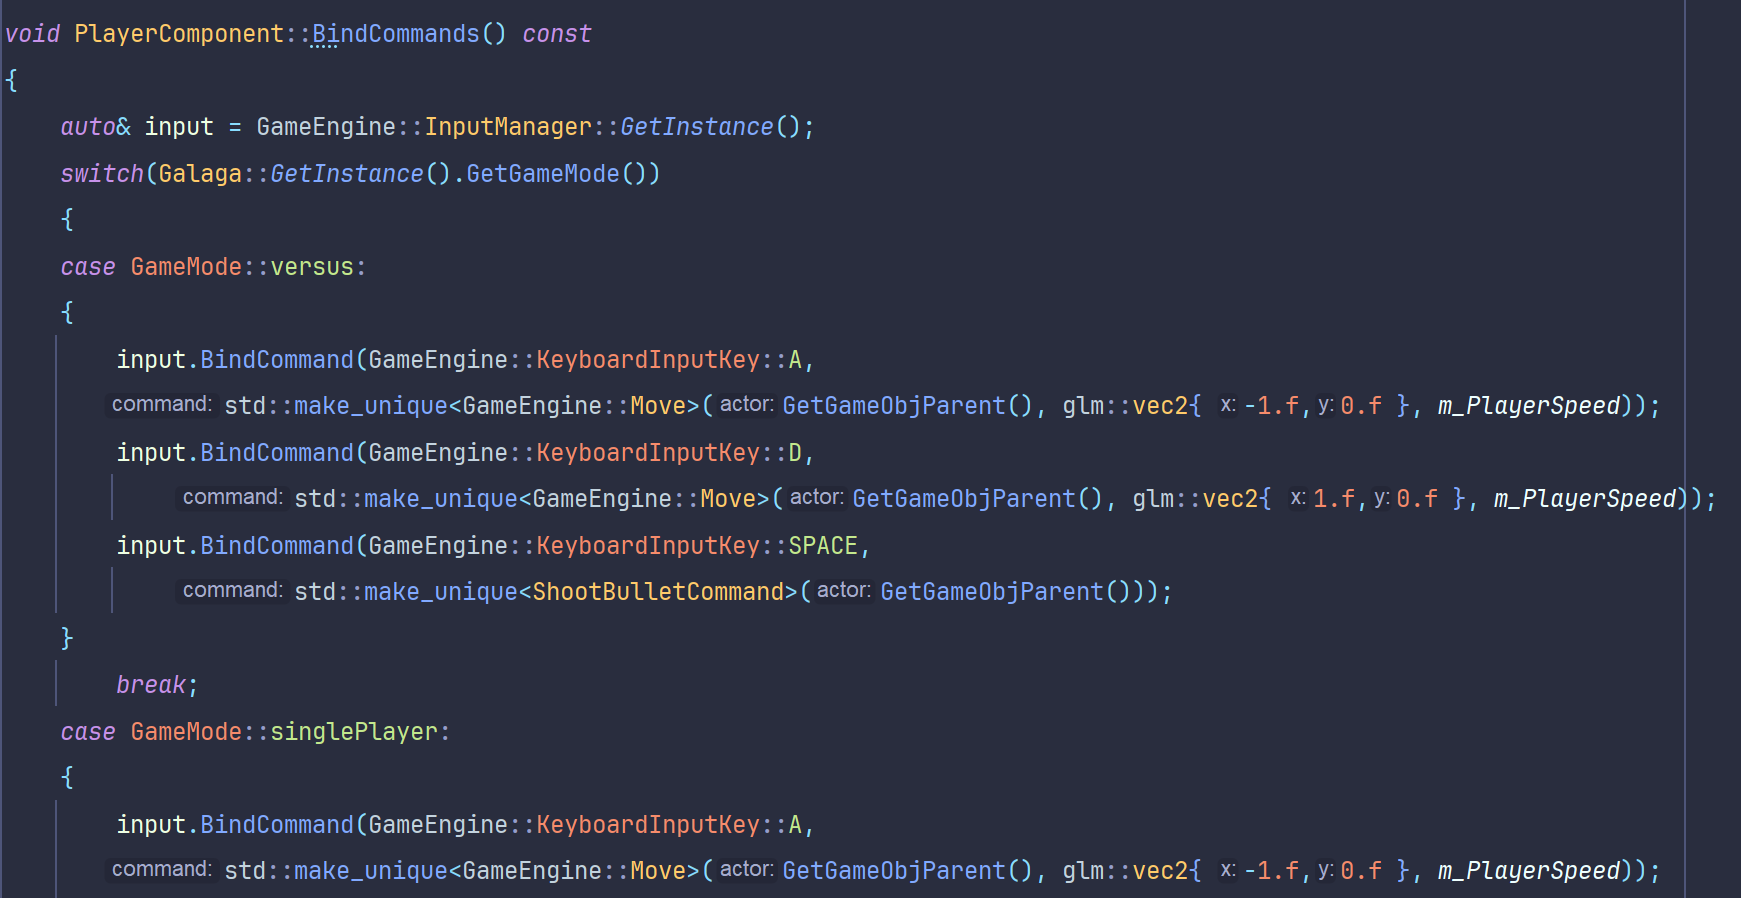 void PlayerComponent::BindCommands() const
{
    auto& input = GameEngine::InputManager::GetInstance();
    switch(Galaga::GetInstance().GetGameMode())
    {
    case GameMode::versus:
    {
        input.BindCommand(GameEngine::KeyboardInputKey::A,
        command: std::make_unique<GameEngine::Move>( actor: GetGameObjParent(), glm::vec2{ x: -1.f, y: 0.f }, m_PlayerSpeed));
        input.BindCommand(GameEngine::KeyboardInputKey::D,
            command: std::make_unique<GameEngine::Move>( actor: GetGameObjParent(), glm::vec2{ x: 1.f, y: 0.f }, m_PlayerSpeed));
        input.BindCommand(GameEngine::KeyboardInputKey::SPACE,
            command: std::make_unique<ShootBulletCommand>( actor: GetGameObjParent()));
    }
        break;
    case GameMode::singlePlayer:
    {
        input.BindCommand(GameEngine::KeyboardInputKey::A,
        command: std::make_unique<GameEngine::Move>( actor: GetGameObjParent(), glm::vec2{ x: -1.f, y: 0.f }, m_PlayerSpeed));